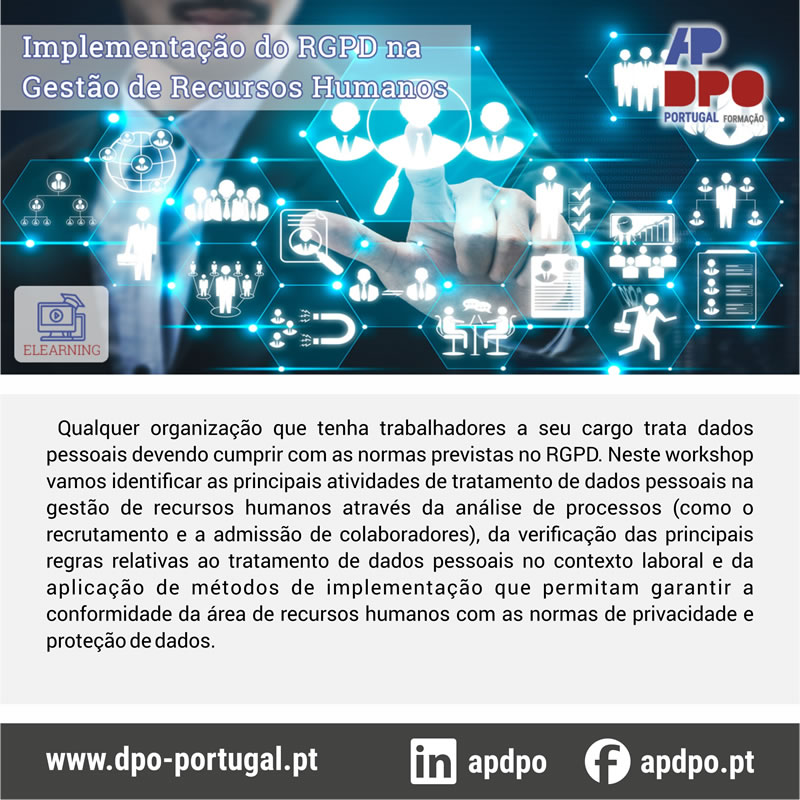 Implementação do RGPD na
Gestão de Recursos Humanos
AP
DPO
PORTUGAL FORMAÇÃO
ELEARNING
Qualquer organização que tenha trabalhadores a seu cargo trata dados
pessoais devendo cumprir com as normas previstas no RGPD. Neste workshop
vamos identificar as principais atividades de tratamento de dados pessoais na
gestão de recursos humanos através da análise de processos (como o
recrutamento e a admissão de colaboradores), da verificação das principais
regras relativas ao tratamento de dados pessoais no contexto laboral e da
aplicação de métodos de implementação que permitam garantir a
conformidade da área de recursos humanos com as normas de privacidade e
proteção de dados.
www.dpo-portugal.pt
in apdpo
f apdpo.pt